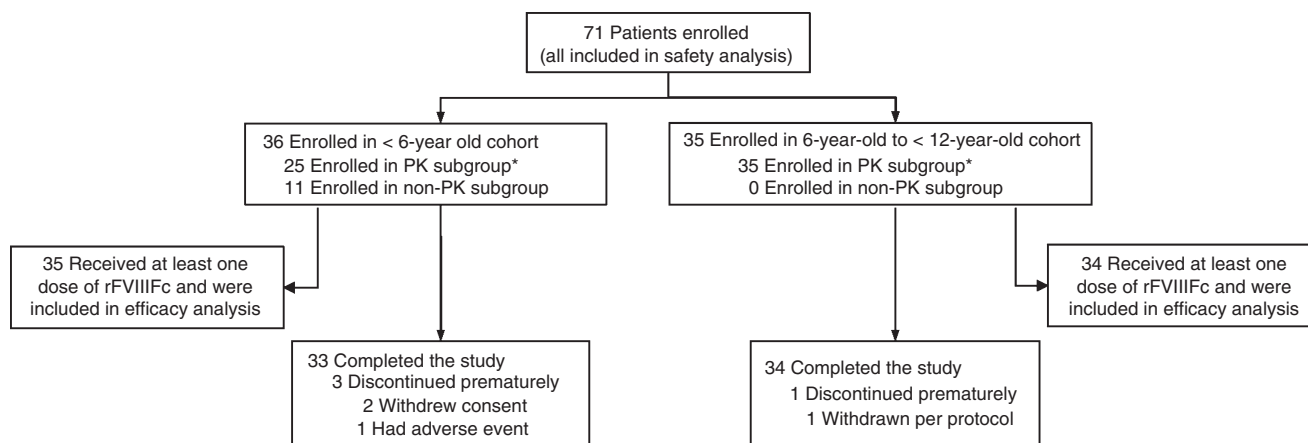 71 Patients enrolled
(all included in safety analysis)
36 Enrolled in < 6-year old cohort
25 Enrolled in PK subgroup*
11 Enrolled in non-PK subgroup
35 Enrolled in 6-year-old to < 12-year-old cohort
35 Enrolled in PK subgroup*
0 Enrolled in non-PK subgroup
35 Received at least one
dose of rFVIIIFc and were
included in efficacy analysis
34 Received at least one
dose of rFVIIIFc and were
included in efficacy analysis
33 Completed the study
3 Discontinued prematurely
2 Withdrew consent
1 Had adverse event
34 Completed the study
1 Discontinued prematurely
1 Withdrawn per protocol